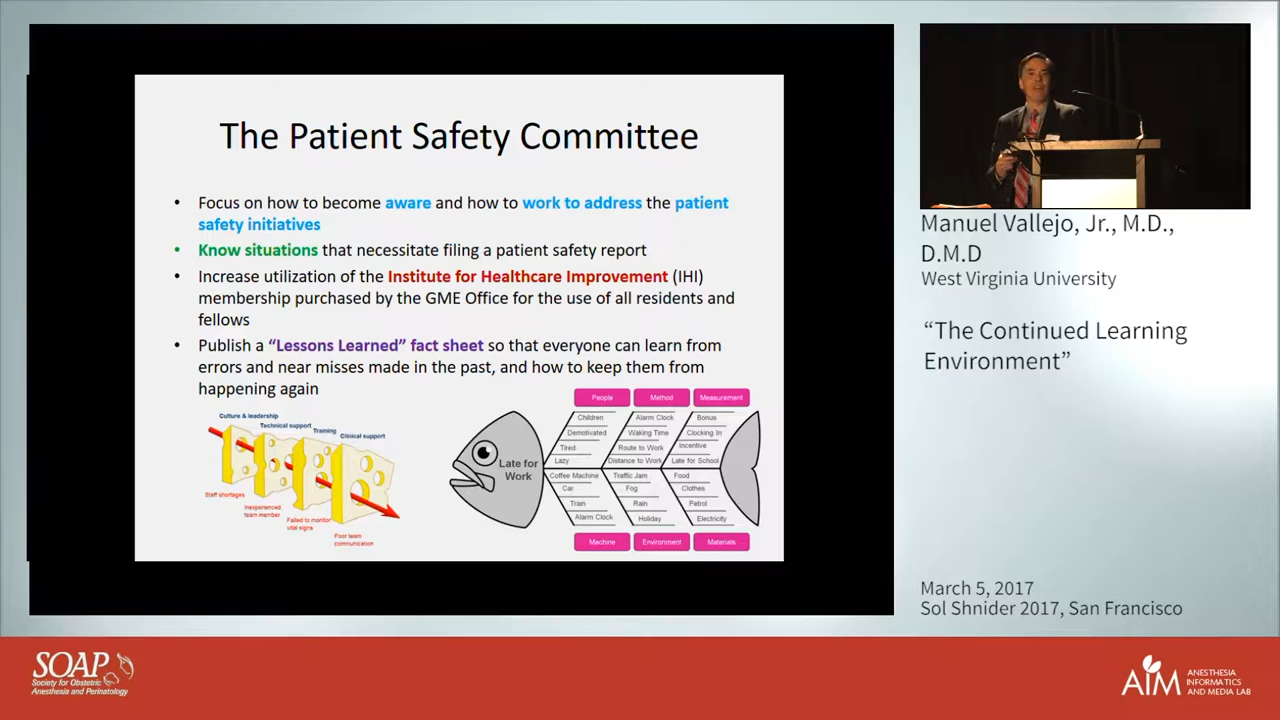 The Patient Safety Committee
• Focus on how to become aware and how to work to address the patient
safety initiatives
• Know situations that necessitate filing a patient safety report
• Increase utilization of the Institute for Healthcare Improvement (IHI)
membership purchased by the GME Office for the use of all residents and
fellows
• Publish a “Lessons Learned” fact sheet so that everyone can learn from
errors and near misses made in the past, and how to keep them from
happening again
Culture & leadership
Technical support
Training
Clinical support
Staff shortages
Inexperienced
team member
Failed to monitor
vital signs
Poor team
communication
Late for
Work
People
Method
Measurement
Children
Alarm Clock
Bonus
Demotivated
Waking Time
Clocking In
Tired
Route to Work
Incentive
Lazy
Distance to Work
Late for School
Coffee Machine
Traffic Jam
Food
Car
Fog
Clothes
Train
Rain
Petrol
Alarm Clock
Holiday
Electricity
Machine
Environment
Materials
Manuel Vallejo, Jr., M.D.,
D.M.D
West Virginia University
“The Continued Learning
Environment”
March 5, 2017
Sol Shnider 2017, San Francisco
SOAP
Society for Obstetric
Anesthesia and Perinatology
AIM
ANESTHESIA
INFORMATICS
AND MEDIA LAB